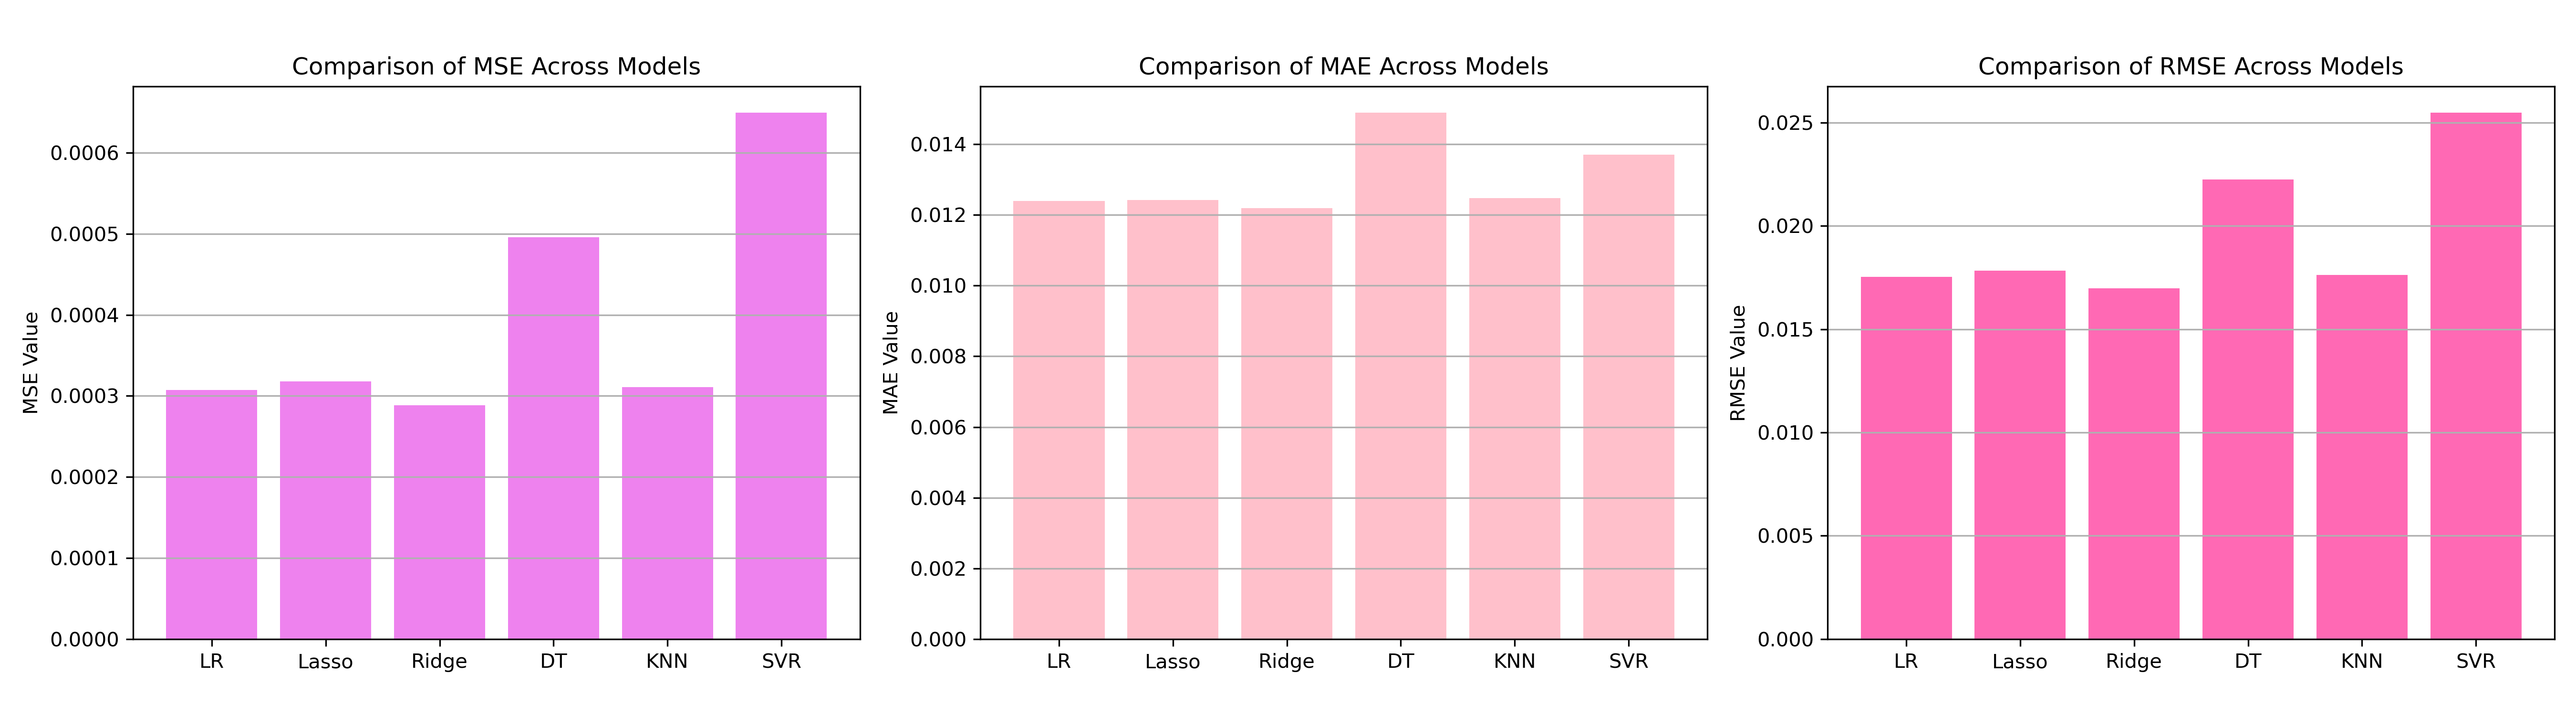 Comparison of MSE Across Models
MSE Value
0.0006
0.0005
0.0004
0.0003
0.0002
0.0001
0.0000
LR Lasso Ridge DT KNN SVR
Comparison of MAE Across Models
MAE Value
0.014
0.012
0.010
0.008
0.006
0.004
0.002
0.000
LR Lasso Ridge DT KNN SVR
Comparison of RMSE Across Models
RMSE Value
0.025
0.020
0.015
0.010
0.005
0.000
LR Lasso Ridge DT KNN SVR